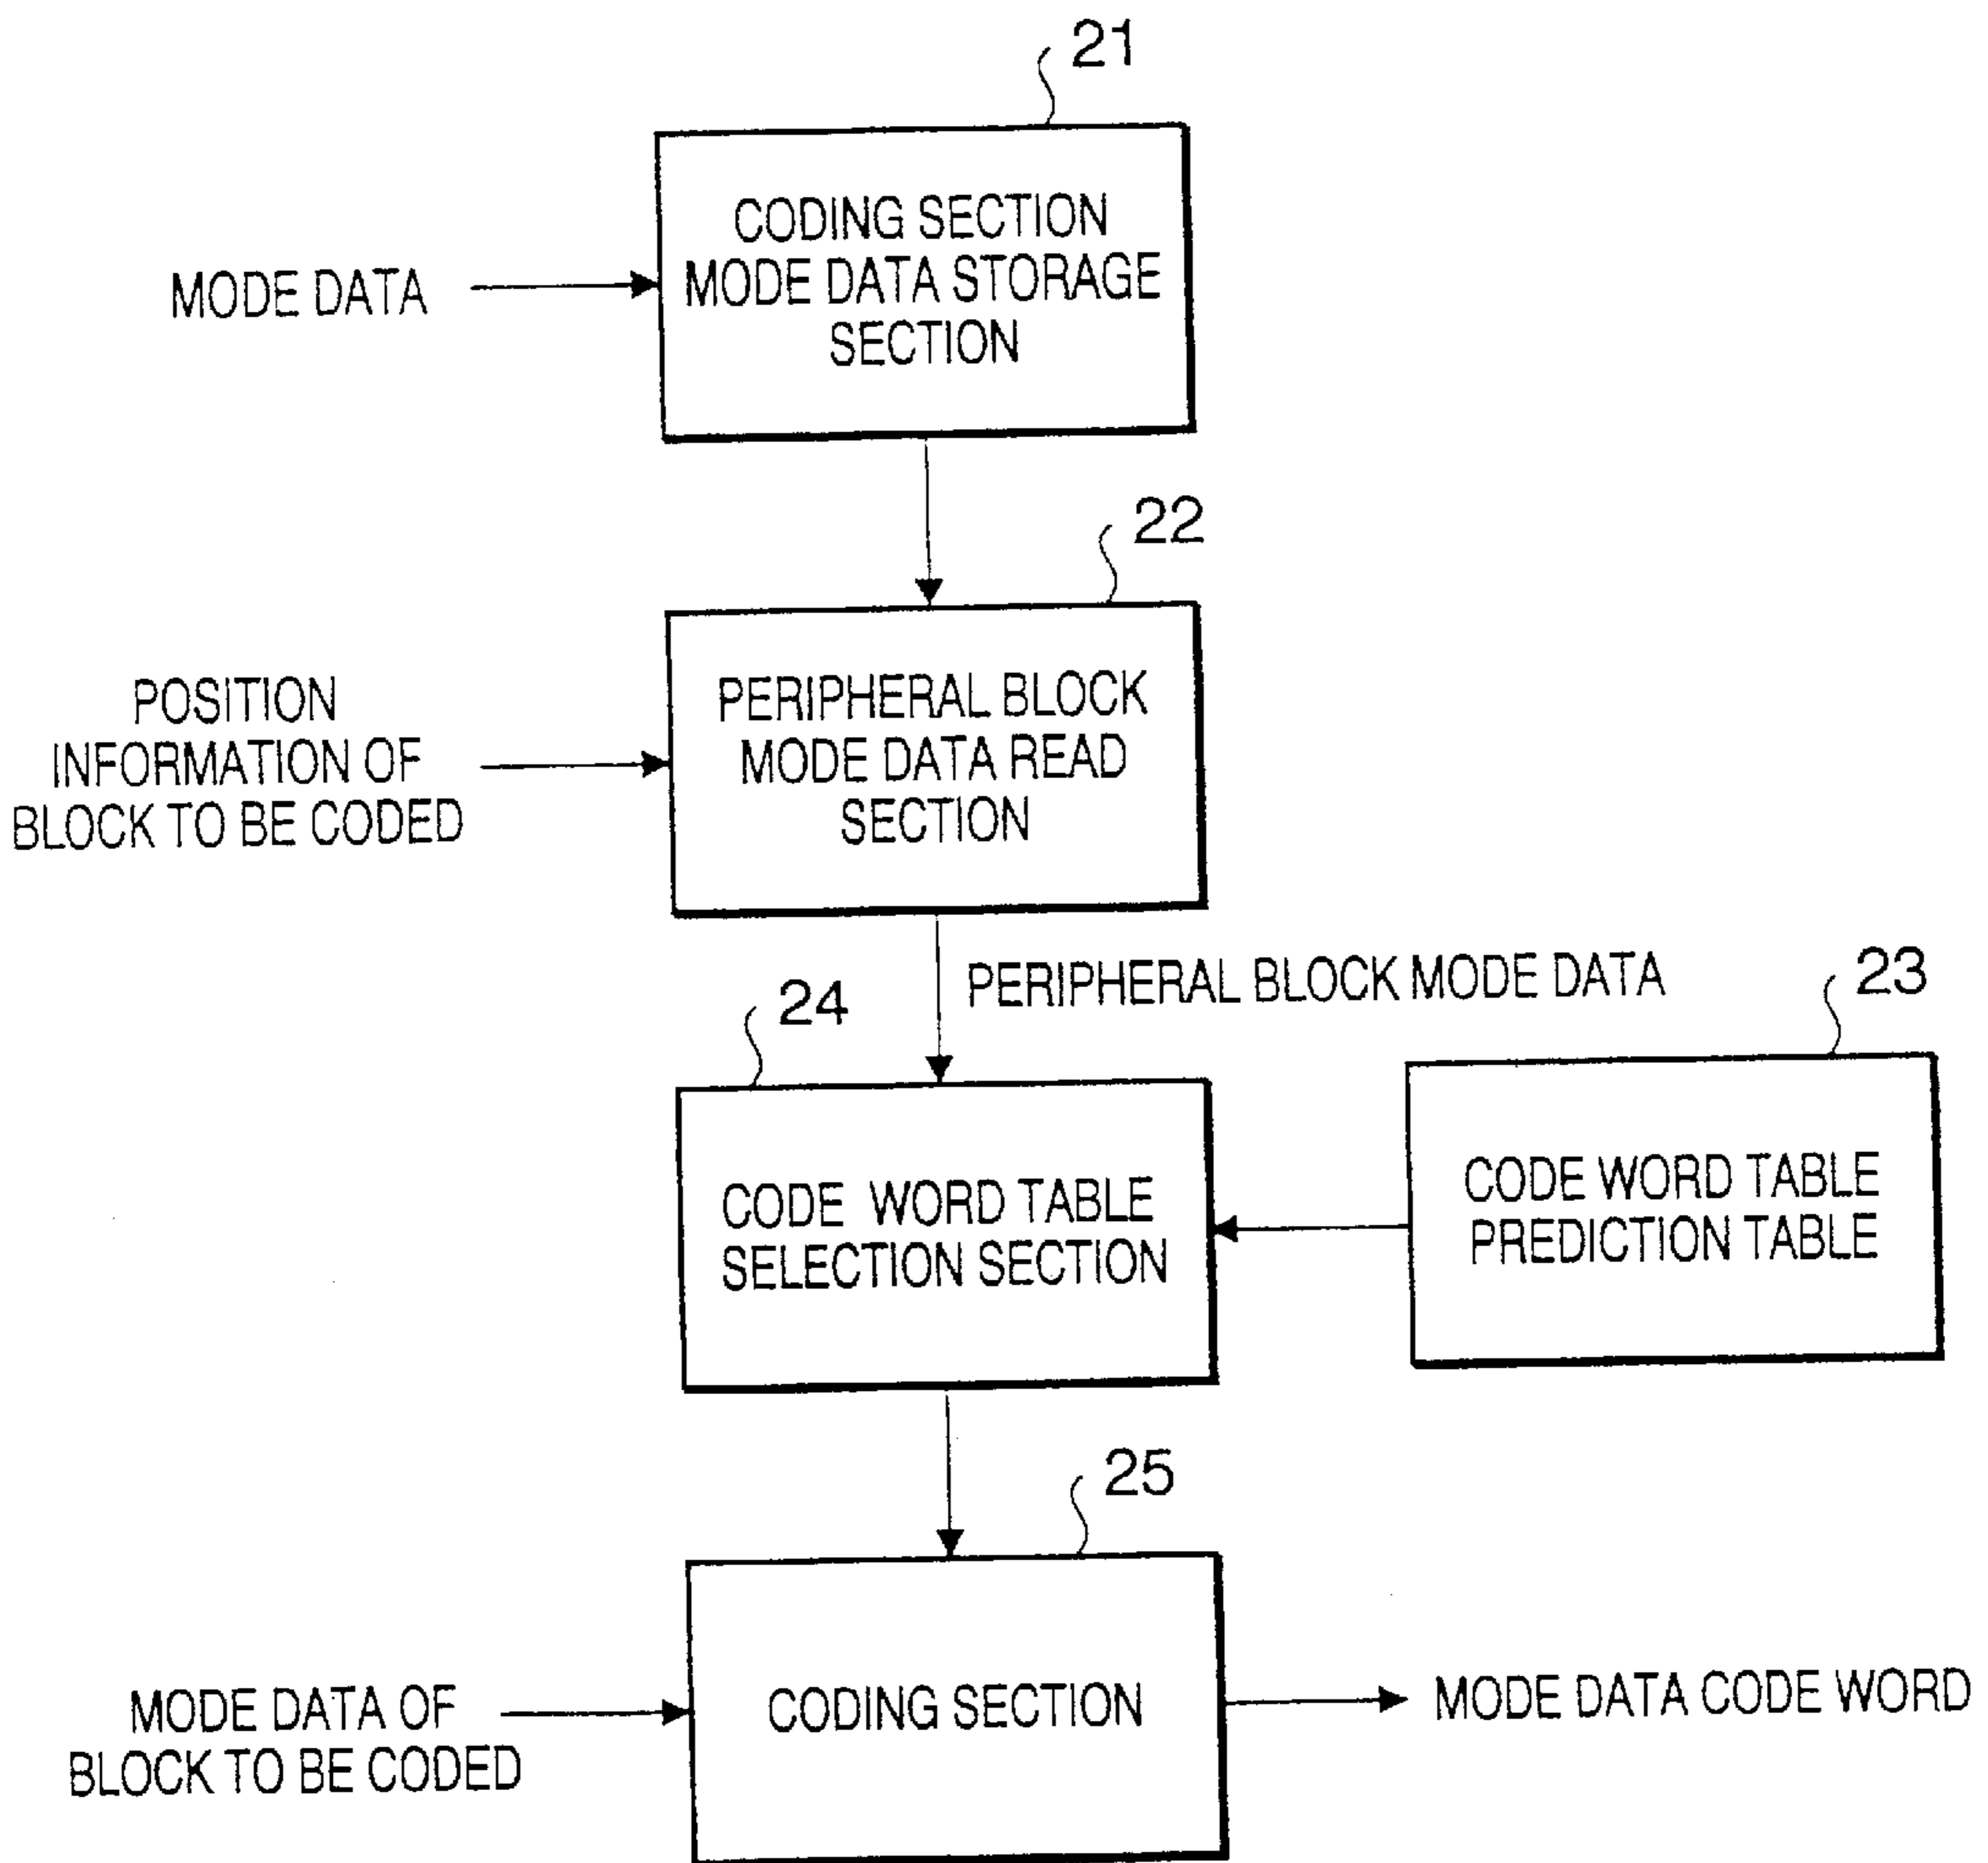 21
CODING SECTION
MODE DATA STORAGE
SECTION
MODE DATA
22
PERIPHERAL BLOCK
MODE DATA READ
SECTION
POSITION
INFORMATION OF
BLOCK TO BE CODED
PERIPHERAL BLOCK MODE DATA
23
24
CODE WORD TABLE
SELECTION SECTION
CODE WORD TABLE
PREDICTION TABLE
25
CODING SECTION
MODE DATA OF
BLOCK TO BE CODED
MODE DATA CODE WORD